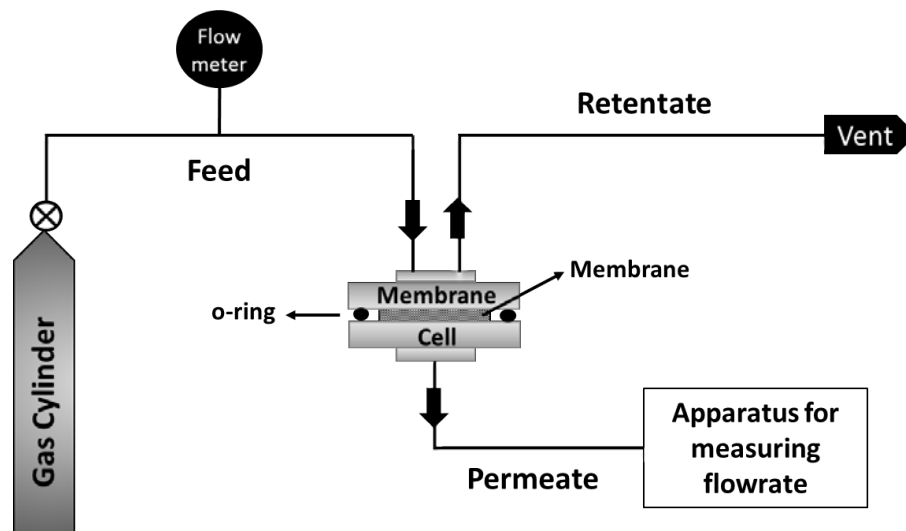 Flow
meter
Retentate
Vent
Feed
Membrane
Membrane
o-ring
Cell
Gas Cylinder
Apparatus for
measuring
flowrate
Permeate